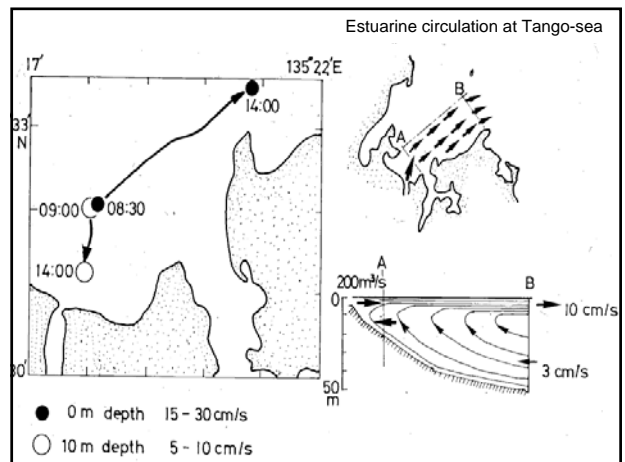 Estuarine circulation at Tango-sea
17′
135°22′E
14:00
33′
N
09:00
08:30
14:00
30′
B
A
A
B
200m³/s
0
10 cm/s
3 cm/s
50
m
0 m depth 15 - 30 cm/s
10 m depth 5 - 10 cm/s